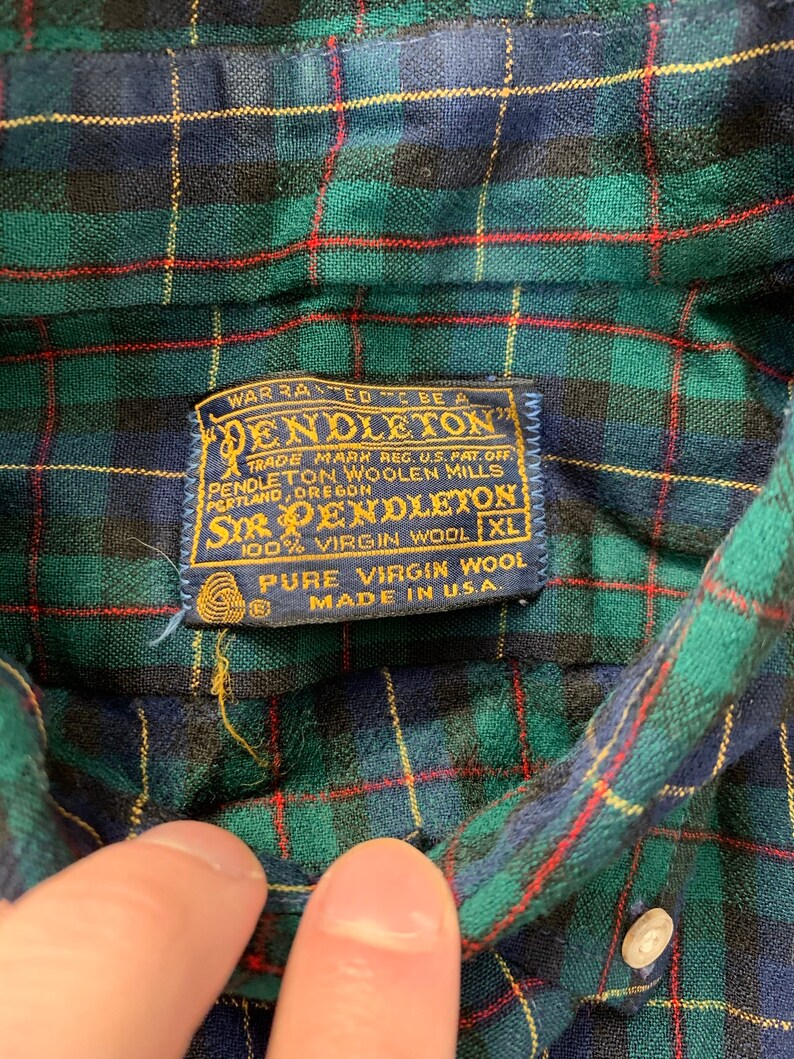 WARRANTED TO BE A
"PENDLETON"
TRADE MARK REG. U.S. PAT. OFF.
PENDLETON WOOLEN MILLS
PORTLAND, OREGON
SIR PENDLETON
100% VIRGIN WOOL XL
PURE VIRGIN WOOL
MADE IN U.S.A.